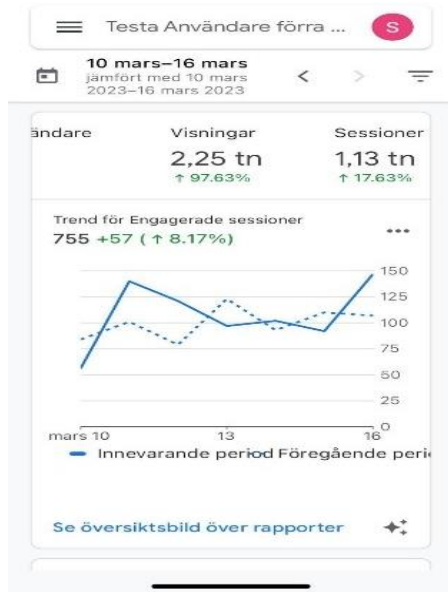 Testa Användare förra ...
S
10 mars–16 mars
jämfört med 10 mars
2023–16 mars 2023
ändare
Visningar
Sessioner
2,25 tn
1,13 tn
↑ 97.63%
↑ 17.63%
Trend för Engagerade sessioner
755 +57 (↑ 8.17%)
150
125
100
75
50
25
0
mars 10
13
16
Innevarande period Föregående peri
Se översiktsbild över rapporter